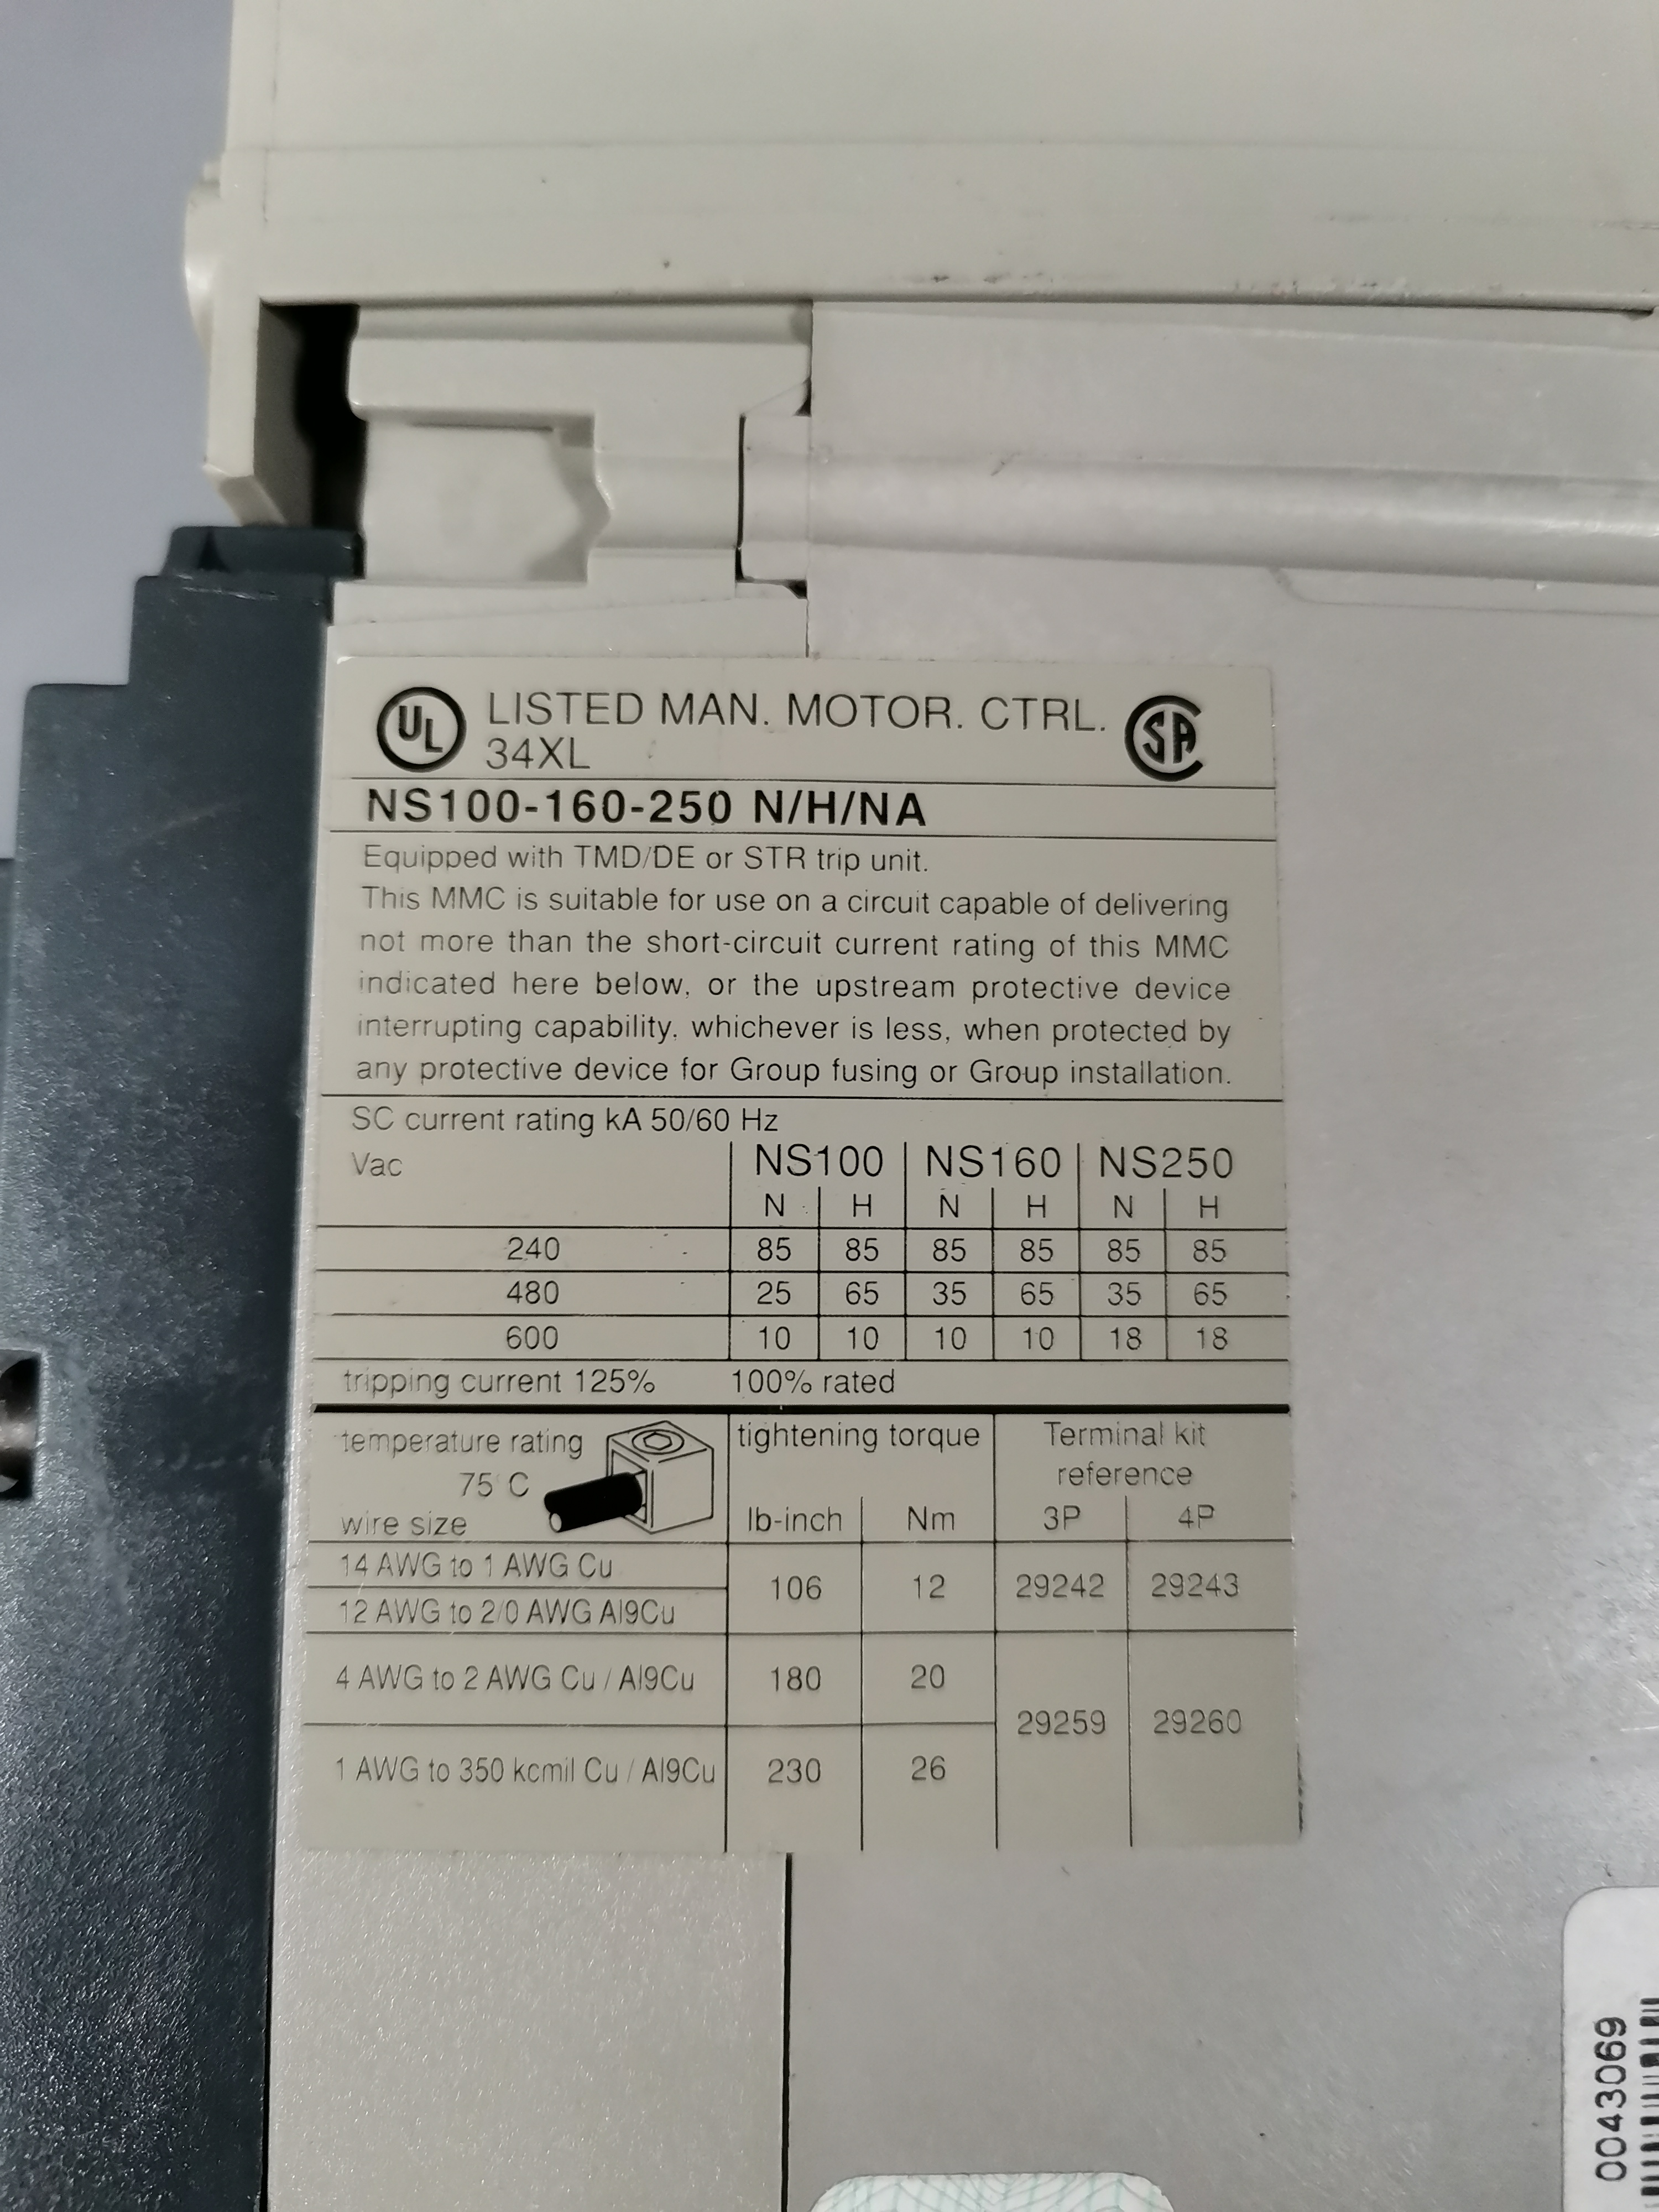 UL LISTED MAN. MOTOR. CTRL. SA
34XL
NS100-160-250 N/H/NA
Equipped with TMD/DE or STR trip unit.
This MMC is suitable for use on a circuit capable of delivering
not more than the short-circuit current rating of this MMC
indicated here below, or the upstream protective device
interrupting capability, whichever is less, when protected by
any protective device for Group fusing or Group installation.
SC current rating kA 50/60 Hz
Vac NS100 NS160 NS250
N H N H N H
240 85 85 85 85 85 85
480 25 65 35 65 35 65
600 10 10 10 10 18 18
tripping current 125% 100% rated
temperature rating tightening torque Terminal kit
75°C reference
wire size lb-inch Nm 3P 4P
14 AWG to 1 AWG Cu
106 12 29242 29243
12 AWG to 2/0 AWG Al9Cu
4 AWG to 2 AWG Cu / Al9Cu 180 20
29259 29260
1 AWG to 350 kcmil Cu / Al9Cu 230 26
0043069